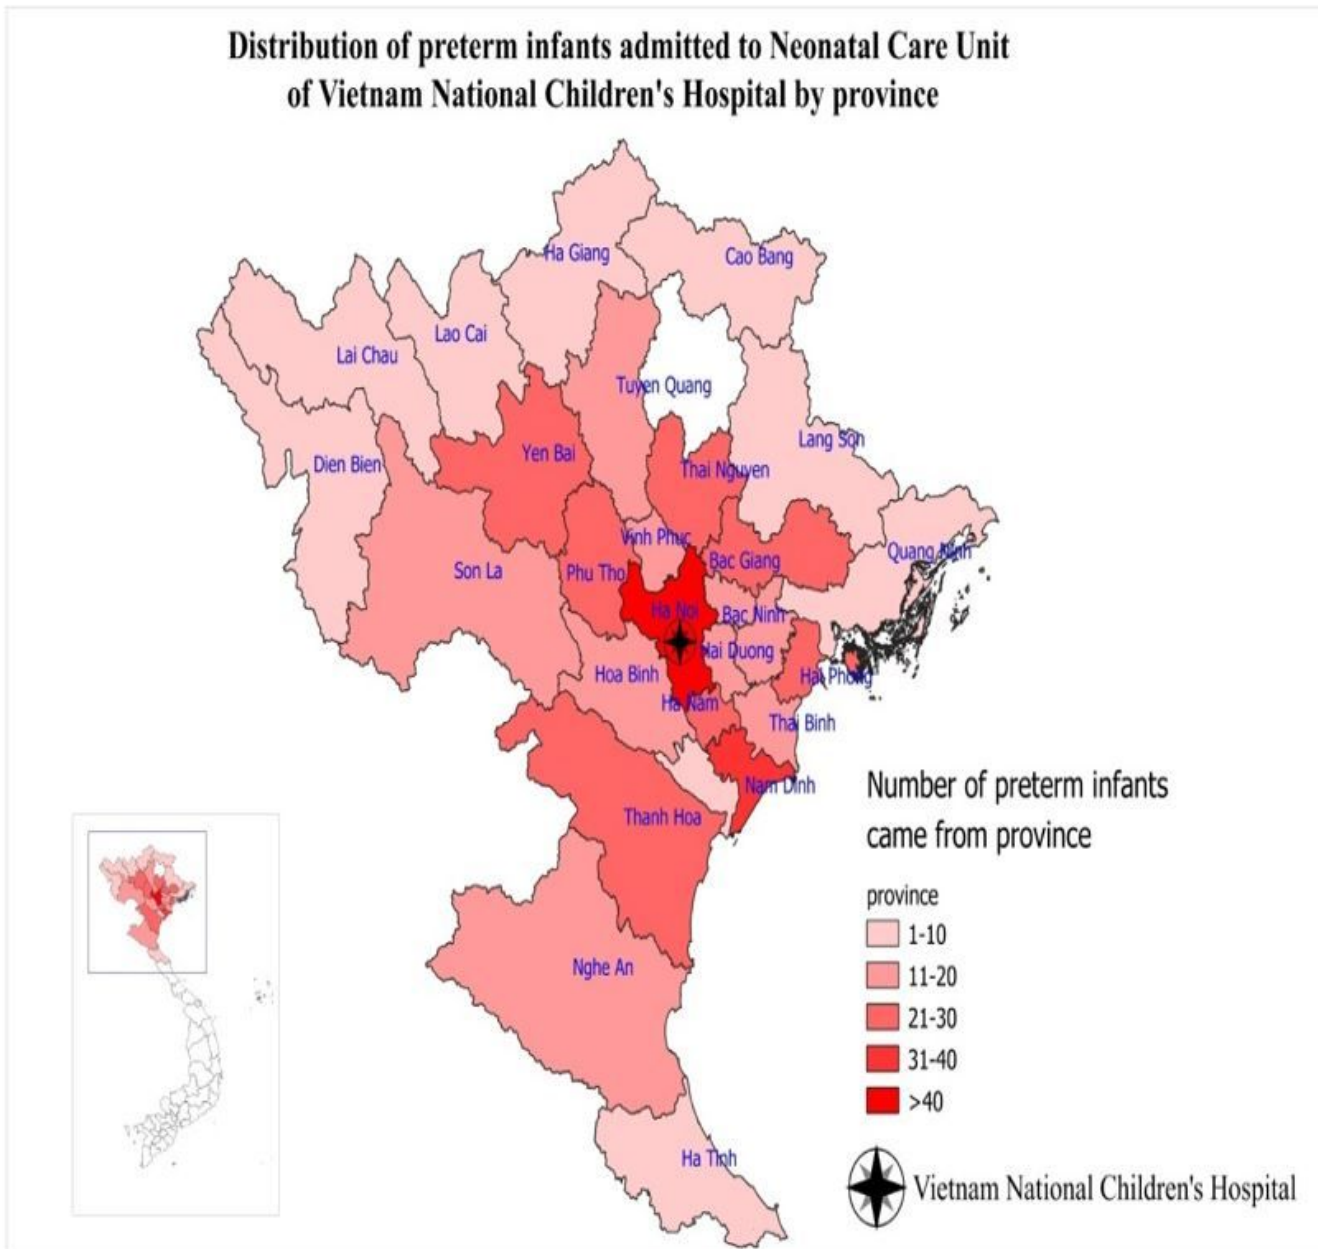 Distribution of preterm infants admitted to Neonatal Care Unit
of Vietnam National Children's Hospital by province
Ha Giang
Cao Bang
Lao Cai
Lai Chau
Tuyen Quang
Lang Son
Yen Bai
Dien Bien
Thai Nguyen
Vinh Phuc
Quang Ninh
Bac Giang
Son La
Phu Tho
Ha Noi
Bac Ninh
Hai Duong
Hoa Binh
Hai Phong
Ha Nam
Thai Binh
Nam Dinh
Thanh Hoa
Nghe An
Ha Tinh
Number of preterm infants
came from province
province
1-10
11-20
21-30
31-40
>40
Vietnam National Children's Hospital